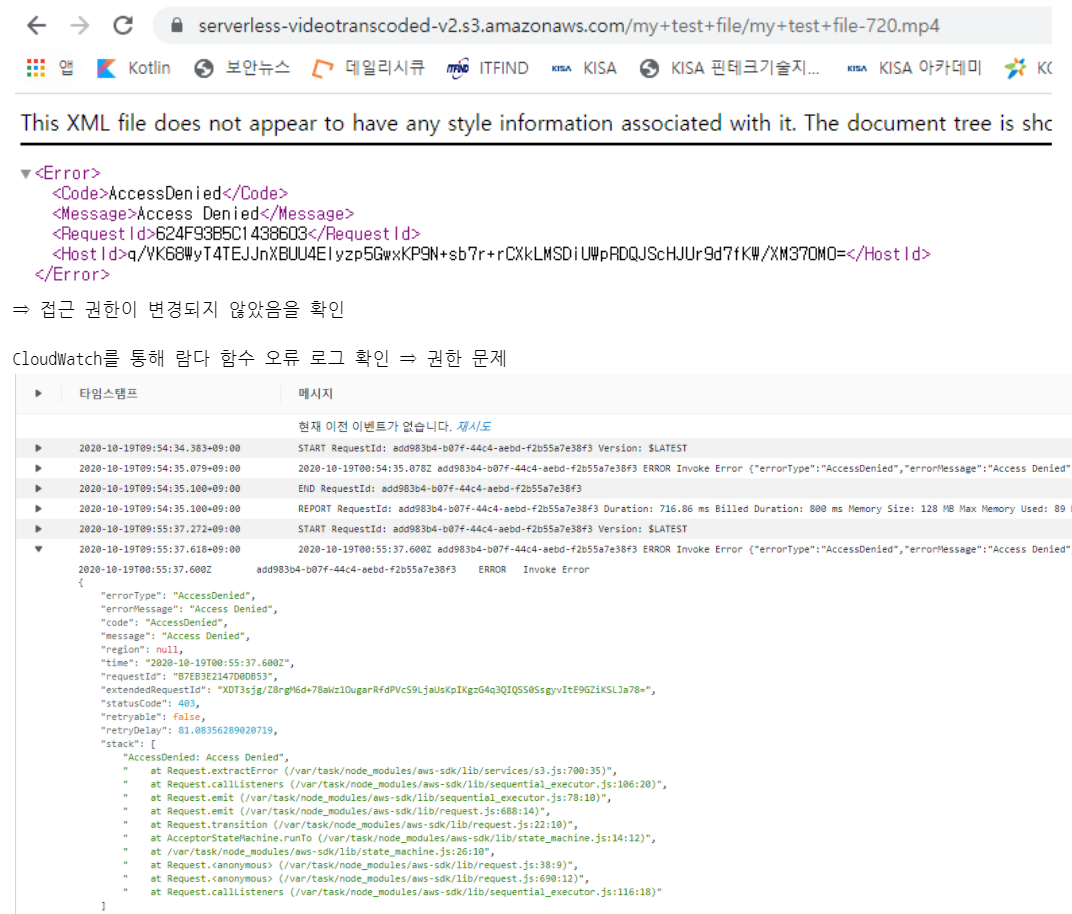 serverless-videotranscoded-v2.s3.amazonaws.com/my+test+file/my+test+file-720.mp4
앱 Kotlin 보안뉴스 데일리시큐 ITFIND KISA KISA 핀테크기술지... KISA 아카데미
This XML file does not appear to have any style information associated with it. The document tree is sho
▼<Error>
<Code>AccessDenied</Code>
<Message>Access Denied</Message>
<RequestId>624F93B5C1438603</RequestId>
<HostId>q/VK68WyT4TEJJnXBUU4Elyzp5GwxKP9N+sb7r+rCXkLMSDiUWpRDQJScHJUr9d7fKW/XM370M0=</HostId>
</Error>
⇒ 접근 권한이 변경되지 않았음을 확인
CloudWatch를 통해 람다 함수 오류 로그 확인 ⇒ 권한 문제
▶ 타임스탬프 메시지
현재 이전 이벤트가 없습니다. 재시도
▶ 2020-10-19T09:54:34.383+09:00 START RequestId: add983b4-b07f-44c4-aebd-f2b55a7e38f3 Version: $LATEST
▶ 2020-10-19T09:54:35.079+09:00 2020-10-19T00:54:35.078Z add983b4-b07f-44c4-aebd-f2b55a7e38f3 ERROR Invoke Error {"errorType":"AccessDenied","errorMessage":"Access Denied"
▶ 2020-10-19T09:54:35.100+09:00 END RequestId: add983b4-b07f-44c4-aebd-f2b55a7e38f3
▶ 2020-10-19T09:54:35.100+09:00 REPORT RequestId: add983b4-b07f-44c4-aebd-f2b55a7e38f3 Duration: 716.86 ms Billed Duration: 800 ms Memory Size: 128 MB Max Memory Used: 89
▶ 2020-10-19T09:55:37.272+09:00 START RequestId: add983b4-b07f-44c4-aebd-f2b55a7e38f3 Version: $LATEST
▼ 2020-10-19T09:55:37.618+09:00 2020-10-19T00:55:37.600Z add983b4-b07f-44c4-aebd-f2b55a7e38f3 ERROR Invoke Error {"errorType":"AccessDenied","errorMessage":"Access Denied"
2020-10-19T00:55:37.600Z add983b4-b07f-44c4-aebd-f2b55a7e38f3 ERROR Invoke Error
{
"errorType": "AccessDenied",
"errorMessage": "Access Denied",
"code": "AccessDenied",
"message": "Access Denied",
"region": null,
"time": "2020-10-19T00:55:37.600Z",
"requestId": "B7EB3E2147D0DB53",
"extendedRequestId": "XDT3sjg/Z8rgM6d+78aWz1OugarRfdPVcS9LjaUsKpIKgzG4q3QIQSS0SsgyvItE9GZiKSLJa78=",
"statusCode": 403,
"retryable": false,
"retryDelay": 81.08356289020719,
"stack": [
"AccessDenied: Access Denied",
" at Request.extractError (/var/task/node_modules/aws-sdk/lib/services/s3.js:700:35)",
" at Request.callListeners (/var/task/node_modules/aws-sdk/lib/sequential_executor.js:106:20)",
" at Request.emit (/var/task/node_modules/aws-sdk/lib/sequential_executor.js:78:10)",
" at Request.emit (/var/task/node_modules/aws-sdk/lib/request.js:688:14)",
" at Request.transition (/var/task/node_modules/aws-sdk/lib/request.js:22:10)",
" at AcceptorStateMachine.runTo (/var/task/node_modules/aws-sdk/lib/state_machine.js:14:12)",
" at /var/task/node_modules/aws-sdk/lib/state_machine.js:26:10",
" at Request.<anonymous> (/var/task/node_modules/aws-sdk/lib/request.js:38:9)",
" at Request.<anonymous> (/var/task/node_modules/aws-sdk/lib/request.js:690:12)",
" at Request.callListeners (/var/task/node_modules/aws-sdk/lib/sequential_executor.js:116:18)"
]